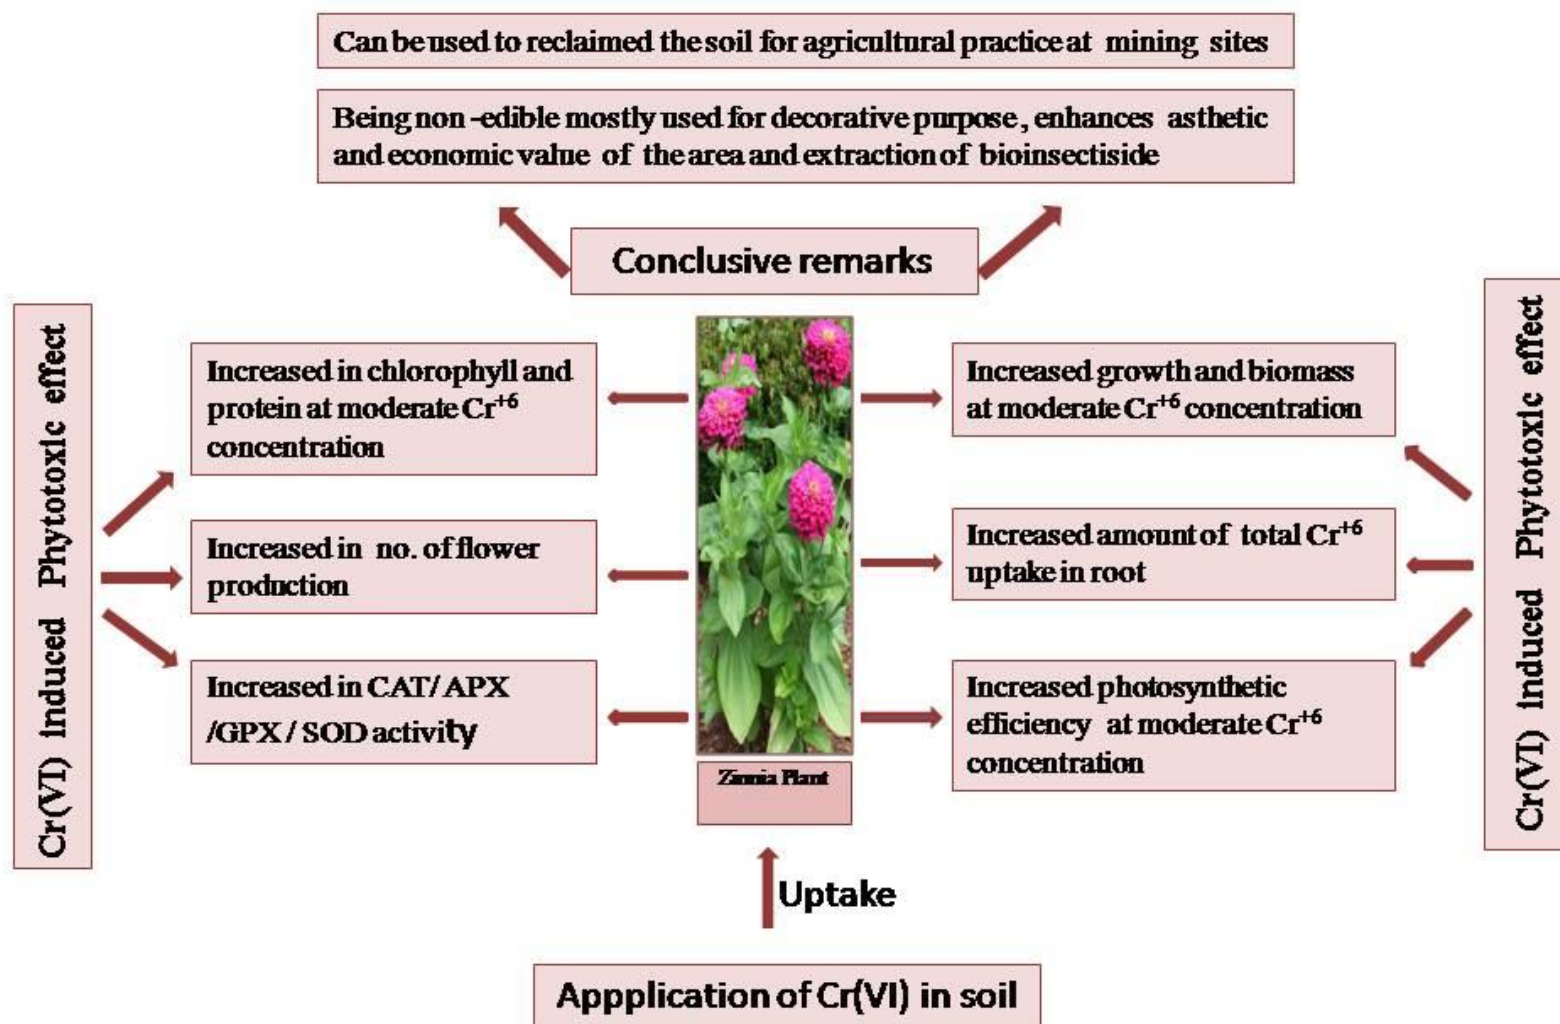 Can be used to reclaimed the soil for agricultural practice at mining sites
Being non -edible mostly used for decorative purpose, enhances asthetic
and economic value of the area and extraction of bioinsectiside
Conclusive remarks
Cr(VI) induced Phytotoxic effect
Increased in chlorophyll and
protein at moderate Cr⁺⁶
concentration
Increased in no. of flower
production
Increased in CAT/ APX
/GPX / SOD activity
Zinnia Plant
Increased growth and biomass
at moderate Cr⁺⁶ concentration
Increased amount of total Cr⁺⁶
uptake in root
Increased photosynthetic
efficiency at moderate Cr⁺⁶
concentration
Cr(VI) induced Phytotoxic effect
Uptake
Appplication of Cr(VI) in soil